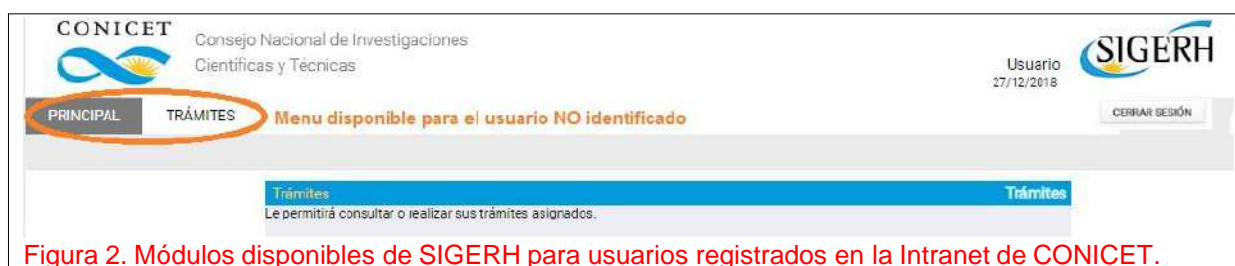 CONICET
Consejo Nacional de Investigaciones
Científicas y Técnicas
Usuario
27/12/2018
SIGERH
PRINCIPAL TRÁMITES Menu disponible para el usuario NO identificado CERRAR SESIÓN
Trámites Trámites
Le permitirá consultar o realizar sus trámites asignados.
Figura 2. Módulos disponibles de SIGERH para usuarios registrados en la Intranet de CONICET.